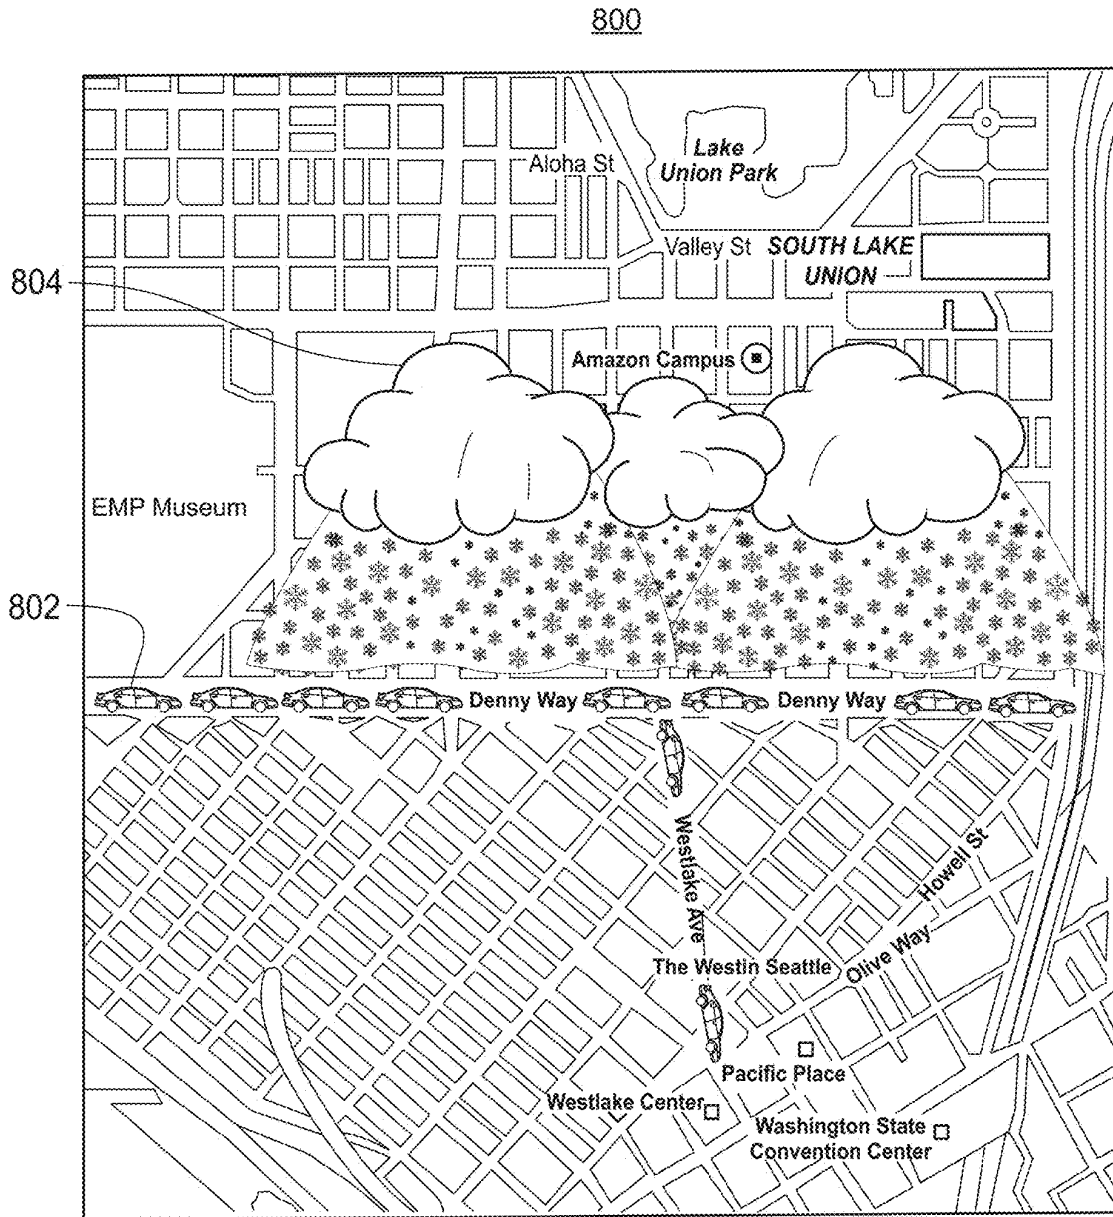 800
Aloha St
Lake
Union Park
Valley St
SOUTH LAKE
UNION
804
Amazon Campus
EMP Museum
802
Denny Way
Denny Way
Westlake Ave
Howell St
Olive Way
The Westin Seattle
Pacific Place
Westlake Center
Washington State
Convention Center